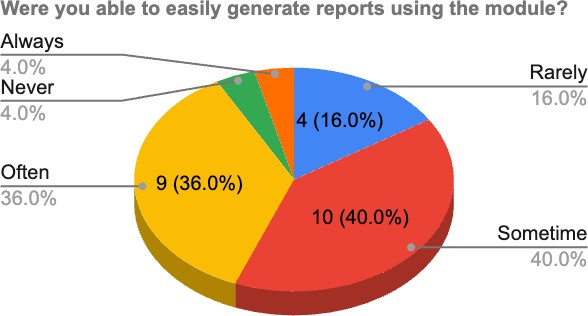 Were you able to easily generate reports using the module?
Always
4.0%
Never
4.0%
Often
36.0%
Rarely
16.0%
Sometime
40.0%
4 (16.0%)
9 (36.0%)
10 (40.0%)